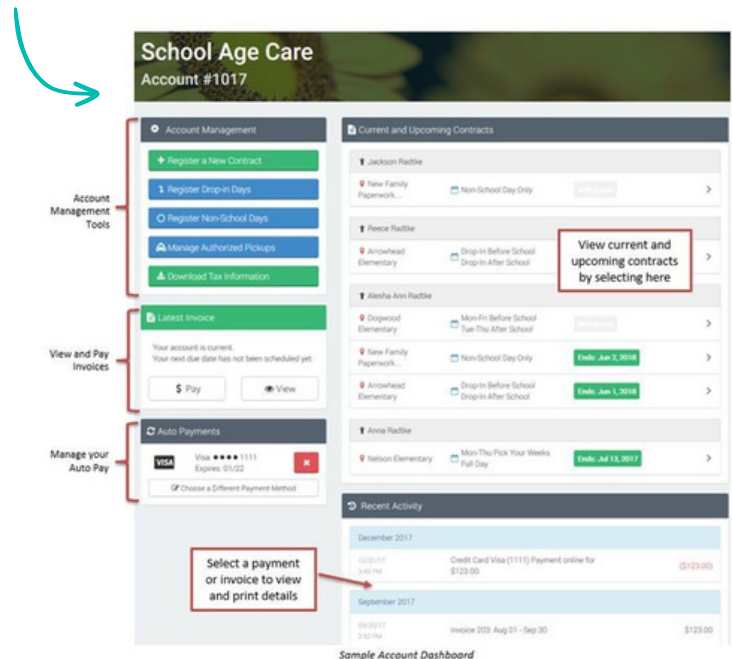 School Age Care
Account #1017
Account Management
Register a New Contract
Register Drop-in Days
Register Non-School Days
Manage Authorized Pickups
Download Tax Information
Account
Management
Tools
Latest Invoice
Your account is current.
Your next due date has not been scheduled yet.
$ Pay
View
View and Pay
Invoices
Auto Payments
VISA
Visa •••• 1111
Expires: 01/22
Choose a Different Payment Method
Manage your
Auto Pay
Current and Upcoming Contracts
Jackson Radtke
New Family
Paperwork...
Non-School Day Only
Reece Radtke
Arrowhead
Elementary
Drop-In Before School
Drop-In After School
View current and
upcoming contracts
by selecting here
Alesha Ann Radtke
Dogwood
Elementary
Mon-Fri Before School
Tue-Thu After School
New Family
Paperwork...
Non-School Day Only
Ends: Jun 2, 2018
Arrowhead
Elementary
Drop-In Before School
Drop-In After School
Ends: Jun 1, 2018
Anna Radtke
Nelson Elementary
Mon-Thu Pick Your Weeks
Full Day
Ends: Jul 13, 2017
Recent Activity
December 2017
Credit Card Visa (1111) Payment online for
$123.00
($123.00)
Select a payment
or invoice to view
and print details
September 2017
Invoice 203: Aug 01 - Sep 30
$123.00
Sample Account Dashboard